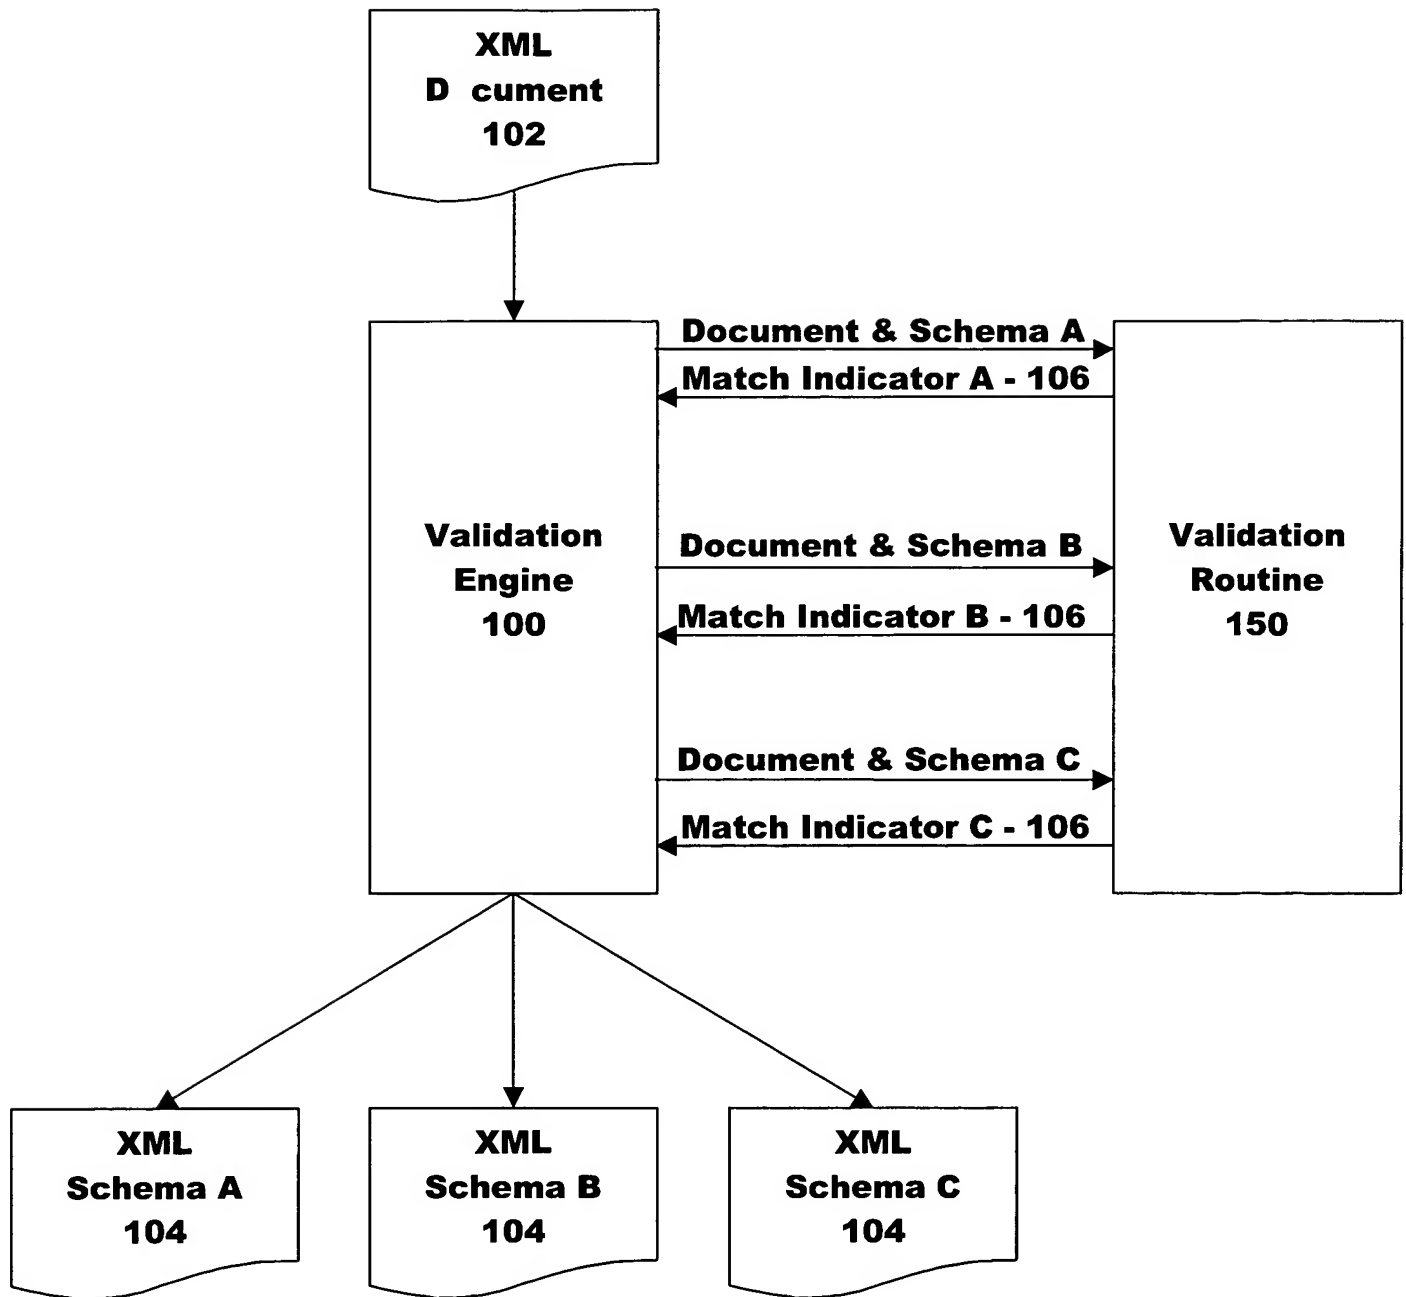 XML
D cument
102
Document & Schema A
Match Indicator A - 106
Validation
Engine
100
Document & Schema B
Match Indicator B - 106
Validation
Routine
150
Document & Schema C
Match Indicator C - 106
XML
Schema A
104
XML
Schema B
104
XML
Schema C
104